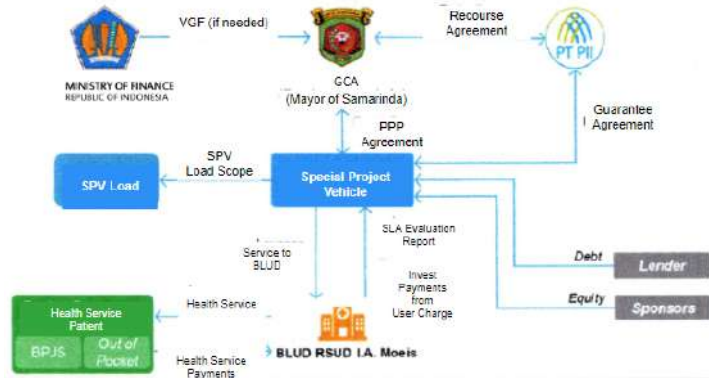 VGF (if needed)
Recourse
Agreement
PT PII
MINISTRY OF FINANCE
REPUBLIC OF INDONESIA
GCA
(Mayor of Samarinda)
Guarantee
Agreement
PPP
Agreement
SPV
Load Scope
SPV Load
Special Project
Vehicle
SLA Evaluation
Report
Service to
BLUD
Debt
Lender
Invest
Payments
from
User Charge
Equity
Sponsors
Health Service
Patient
BPJS
Out of
Pocket
Health Service
Health Service
Payments
BLUD RSUD I.A. Moeis